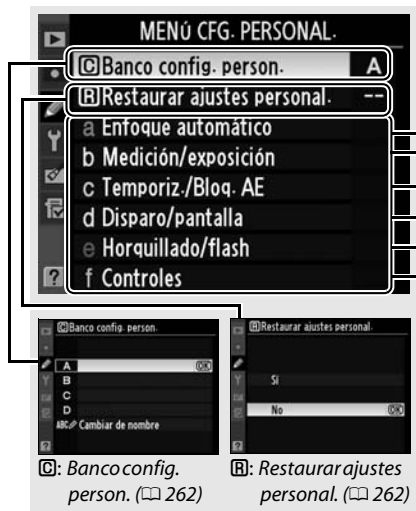 MENÚ CFG. PERSONAL.
C Banco config. person. A
R Restaurar ajustes personal. --
a Enfoque automático
b Medición/exposición
c Temporiz./Bloq. AE
d Disparo/pantalla
e Horquillado/flash
f Controles
C Banco config. person.
A OK
B
C
D
ABC Cambiar de nombre
R Restaurar ajustes personal.
Sí
No OK
C: Banco config.
person. (262)
R: Restaurar ajustes
personal. (262)